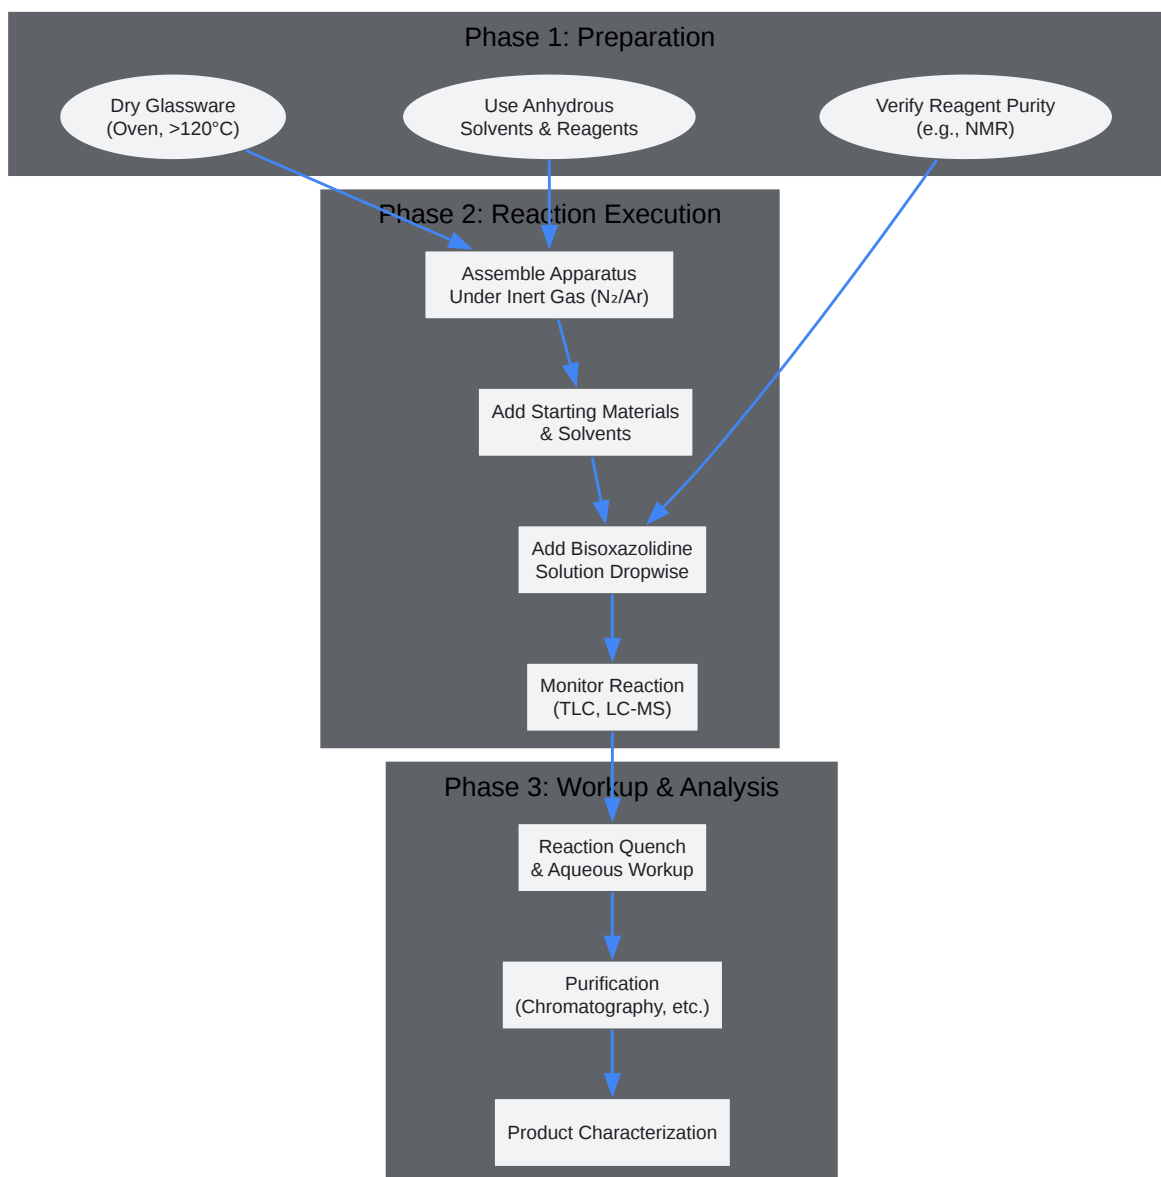 Phase 1: Preparation
Dry Glassware
(Oven, >120°C)
Use Anhydrous
Solvents & Reagents
Verify Reagent Purity
(e.g., NMR)
Phase 2: Reaction Execution
Assemble Apparatus
Under Inert Gas (N₂/Ar)
Add Starting Materials
& Solvents
Add Bisoxazolidine
Solution Dropwise
Monitor Reaction
(TLC, LC-MS)
Phase 3: Workup & Analysis
Reaction Quench
& Aqueous Workup
Purification
(Chromatography, etc.)
Product Characterization